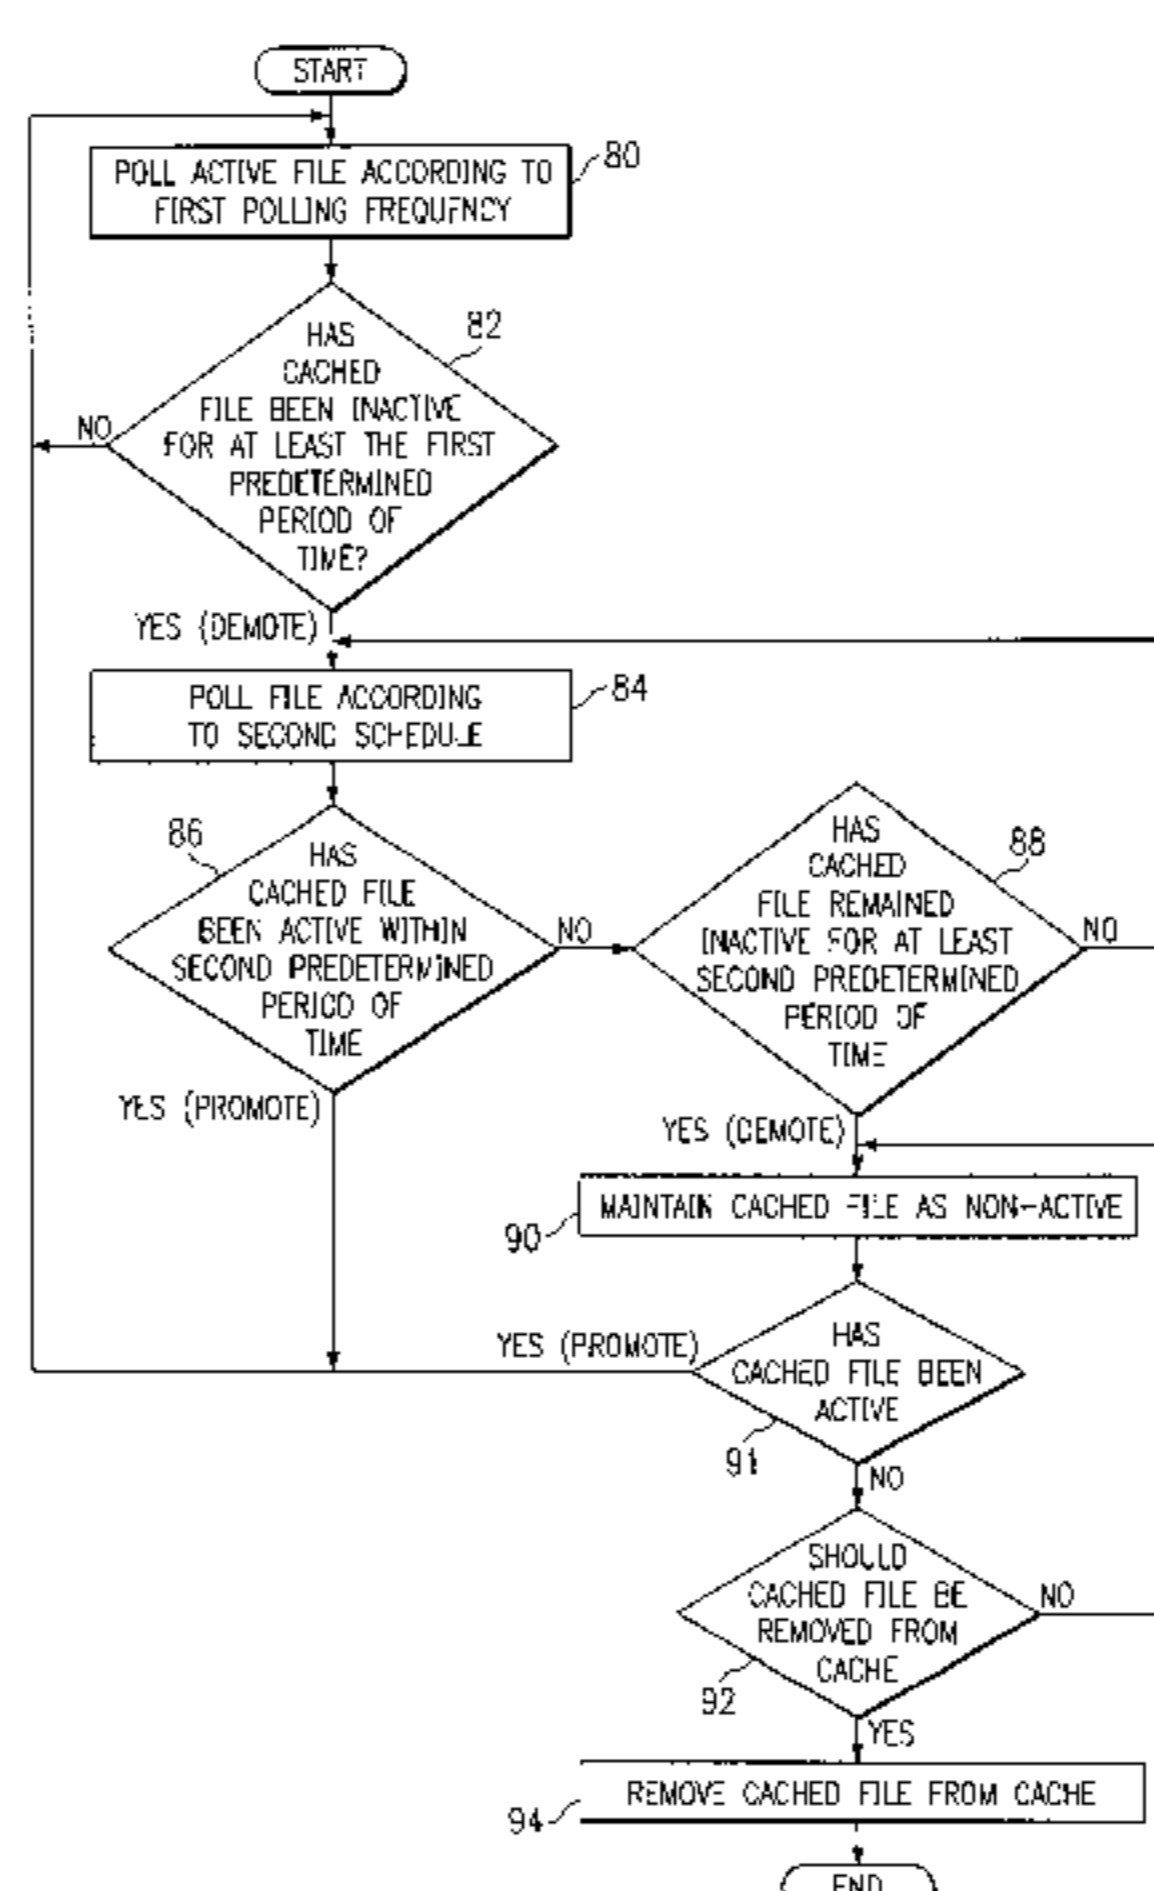 START
POLL ACTIVE FILE ACCORDING TO
FIRST POLLING FREQUENCY
80
HAS
CACHED
FILE BEEN INACTIVE
FOR AT LEAST THE FIRST
PREDETERMINED
PERIOD OF
TIME?
82
NO
YES (DEMOTE)
POLL FILE ACCORDING
TO SECOND SCHEDULE
84
86
HAS
CACHED FILE
BEEN ACTIVE WITHIN
SECOND PREDETERMINED
PERIOD OF
TIME
NO
YES (PROMOTE)
HAS
CACHED
FILE REMAINED
INACTIVE FOR AT LEAST
SECOND PREDETERMINED
PERIOD OF
TIME
88
NO
YES (DEMOTE)
MAINTAIN CACHED FILE AS NON-ACTIVE
90
HAS
CACHED FILE BEEN
ACTIVE
YES (PROMOTE)
91
NO
SHOULD
CACHED FILE BE
REMOVED FROM
CACHE
NO
92
YES
REMOVE CACHED FILE FROM CACHE
94
END